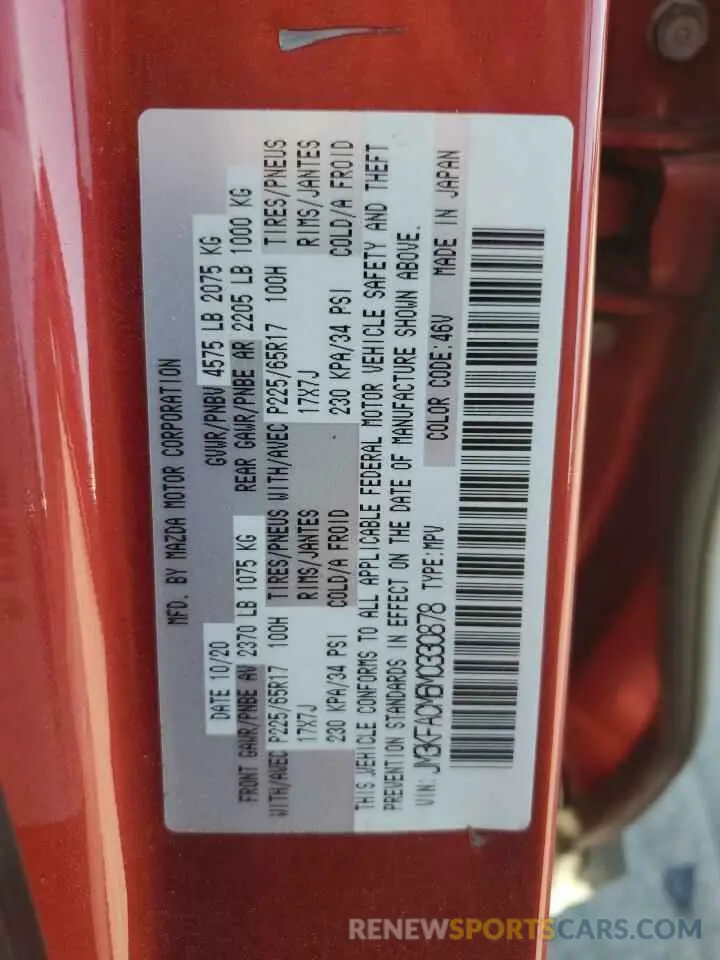 MFD. BY MAZDA MOTOR CORPORATION
DATE 10/20 GVWR/PNBV 4575 LB 2075 KG
FRONT GAWR/PNBE AV 2370 LB 1075 KG REAR GAWR/PNBE AR 2205 LB 1000 KG
WITH/AVEC P225/65R17 100H TIRES/PNEUS WITH/AVEC P225/65R17 100H TIRES/PNEUS
17X7J RIMS/JANTES 17X7J RIMS/JANTES
230 KPA/34 PSI COLD/A FROID 230 KPA/34 PSI COLD/A FROID
THIS VEHICLE CONFORMS TO ALL APPLICABLE FEDERAL MOTOR VEHICLE SAFETY AND THEFT
PREVENTION STANDARDS IN EFFECT ON THE DATE OF MANUFACTURE SHOWN ABOVE.
VIN: JM3KFACM6M0330878 TYPE:MPV COLOR CODE:46V MADE IN JAPAN
RENEWSPORTSCARS.COM